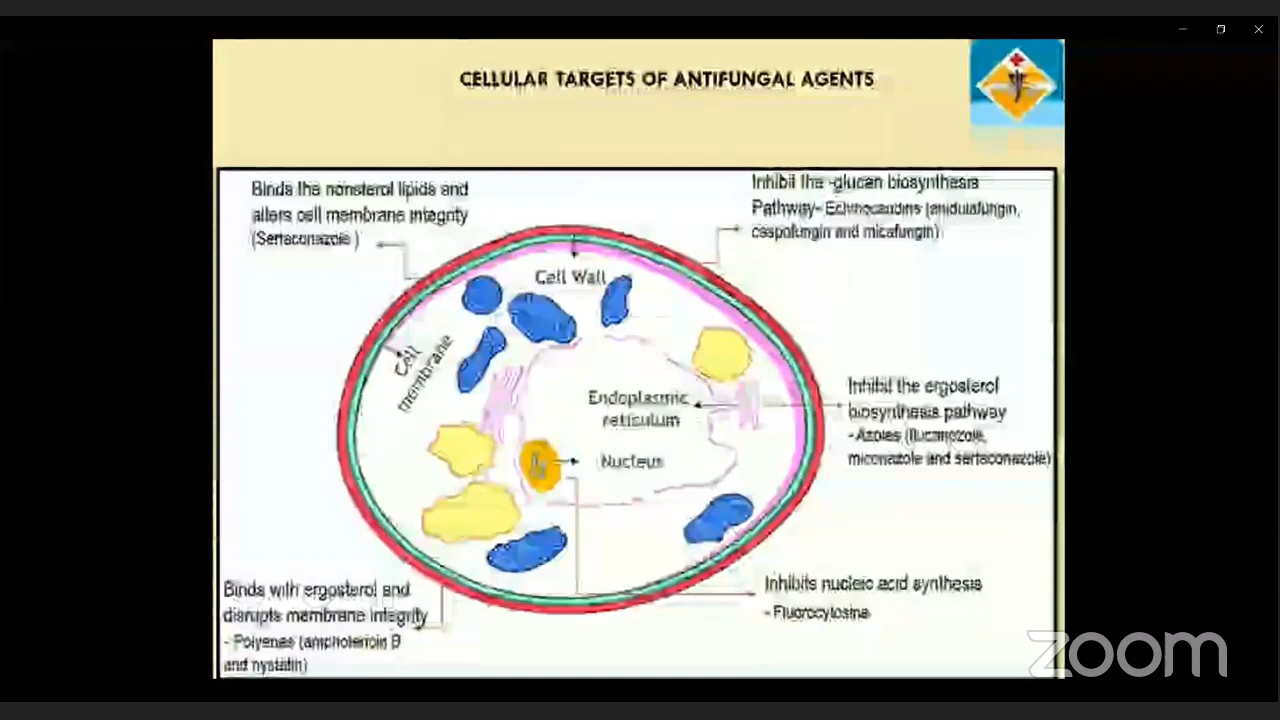 CELLULAR TARGETS OF ANTIFUNGAL AGENTS
Binds the nonsterol lipids and
alters cell membrane integrity
(Sertaconazole )
Inhibit the -glucan biosynthesis
Pathway- Echinocandins (anidulafungin,
caspofungin and micafungin)
Cell Wall
Cell
membrane
Endoplasmic
reticulum
Nucleus
Inhibit the ergosterol
biosynthesis pathway
- Azoles (flucanozole,
miconazole and sertaconazole)
Binds with ergosterol and
disrupts membrane integrity
- Polyenes (amphotericin B
and nystatin)
Inhibits nucleic acid synthesis
- Flurocytosine
zoom